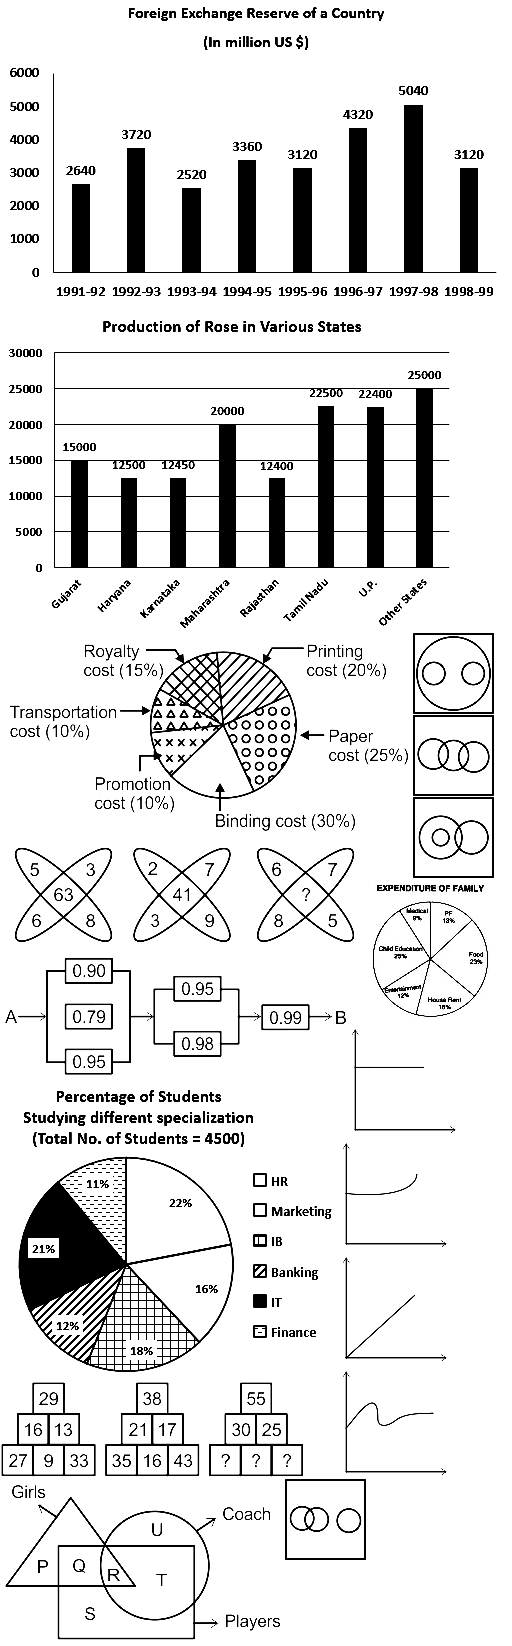 Foreign Exchange Reserve of a Country
(In million US $)
6000
5000
4000
3000
2000
1000
0
2640
3720
2520
3360
3120
4320
5040
3120
1991-92 1992-93 1993-94 1994-95 1995-96 1996-97 1997-98 1998-99
Production of Rose in Various States
30000
25000
20000
15000
10000
5000
0
15000
12500
12450
20000
12400
22500
22400
25000
Gujarat
Haryana
Karnataka
Maharashtra
Rajasthan
Tamil Nadu
U.P.
Other States
Royalty
cost (15%)
Printing
cost (20%)
Transportation
cost (10%)
Paper
cost (25%)
Promotion
cost (10%)
Binding cost (30%)
5 3
63
6 8
2 7
41
3 9
6 7
?
8 5
EXPENDITURE OF FAMILY
Medical
PF
13%
Child Education
25%
Food
23%
Entertainment
12%
House Rent
A
0.90
0.79
0.95
0.95
0.98
0.99
B
Percentage of Students
Studying different specialization
(Total No. of Students = 4500)
11%
22%
21%
16%
12%
18%
HR
Marketing
IB
Banking
IT
Finance
29
16 13
27 9 33
38
21 17
35 16 43
55
30 25
? ? ?
Girls
Coach
U
P Q R T
S
Players